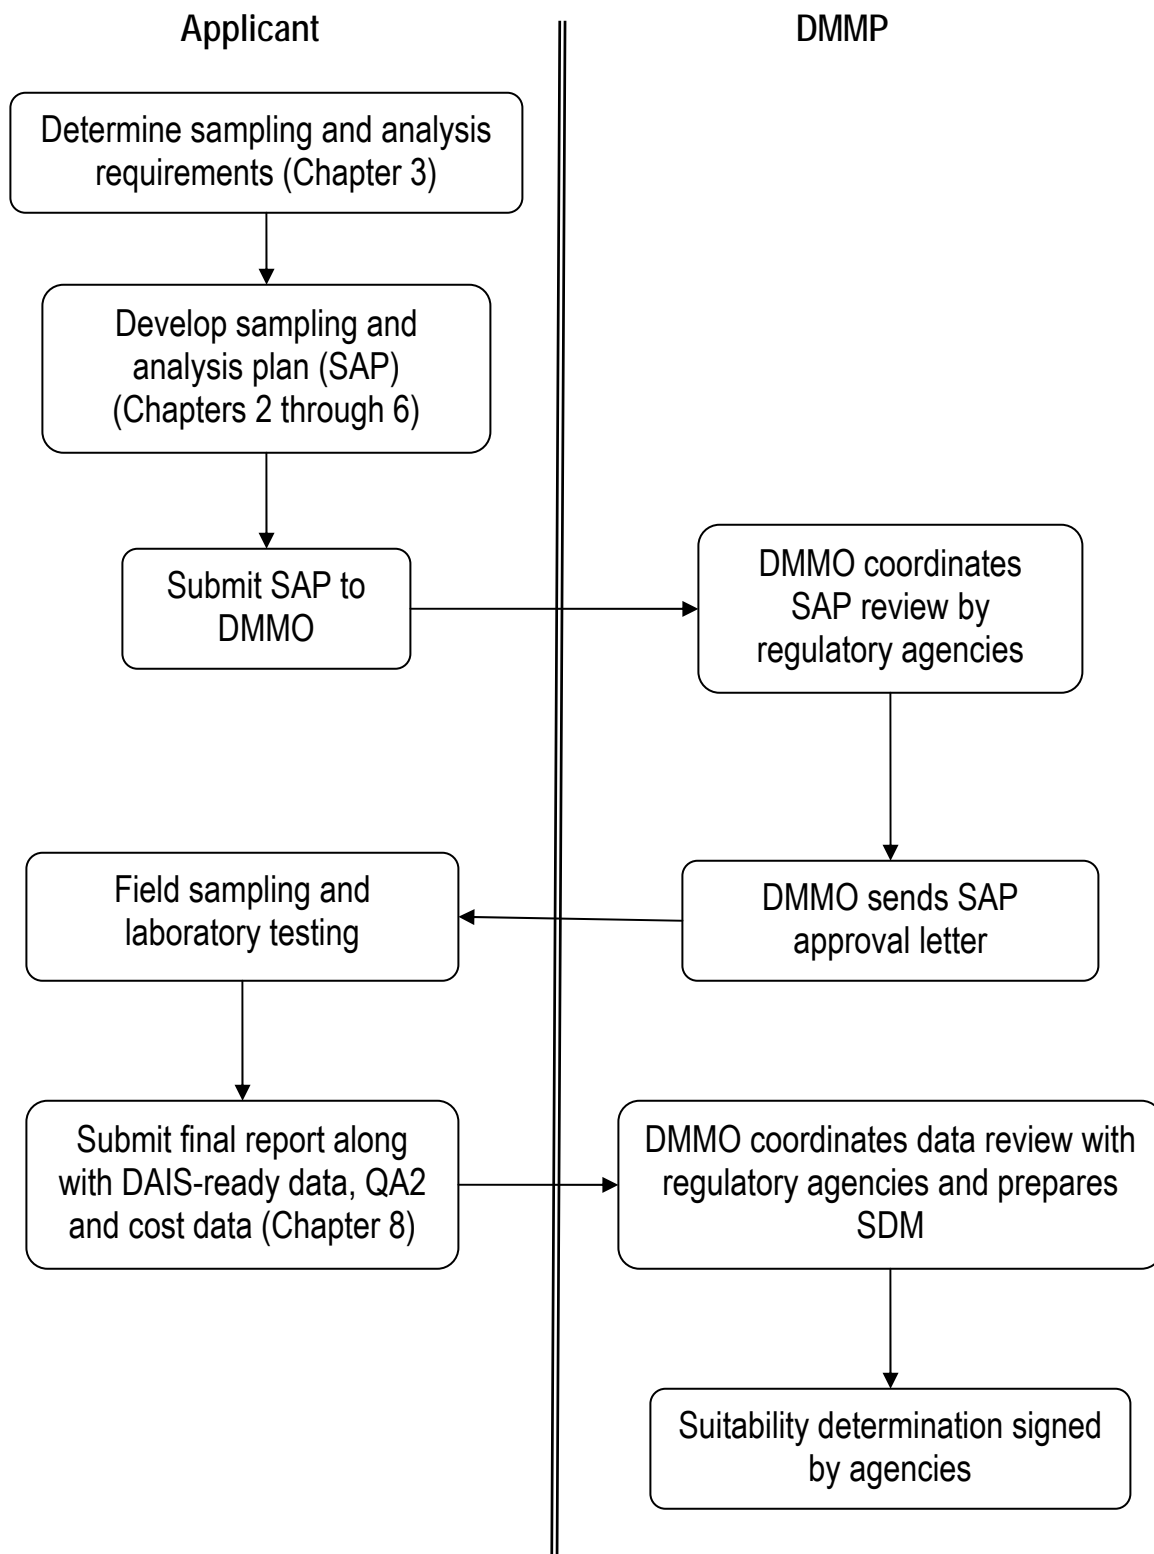 Applicant
DMMP
Determine sampling and analysis
requirements (Chapter 3)
Develop sampling and
analysis plan (SAP)
(Chapters 2 through 6)
Submit SAP to
DMMO
DMMO coordinates
SAP review by
regulatory agencies
DMMO sends SAP
approval letter
Field sampling and
laboratory testing
Submit final report along
with DAIS-ready data, QA2
and cost data (Chapter 8)
DMMO coordinates data review with
regulatory agencies and prepares
SDM
Suitability determination signed
by agencies